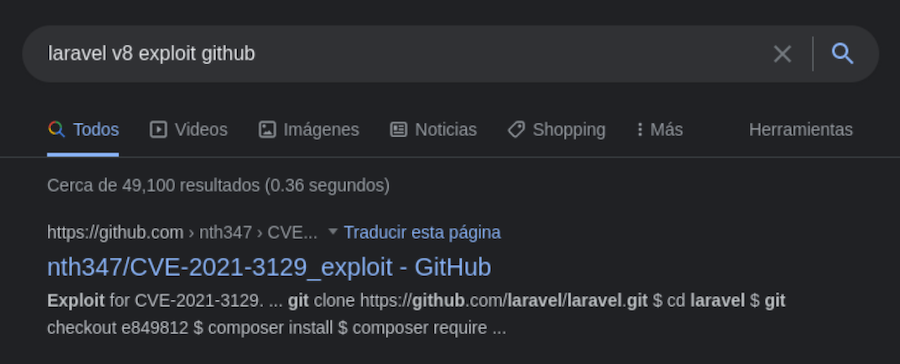 laravel v8 exploit github
Todos Videos Imágenes Noticias Shopping Más Herramientas
Cerca de 49,100 resultados (0.36 segundos)
https://github.com › nth347 › CVE... Traducir esta página
nth347/CVE-2021-3129_exploit - GitHub
Exploit for CVE-2021-3129. ... git clone https://github.com/laravel/laravel.git $ cd laravel $ git
checkout e849812 $ composer install $ composer require ...